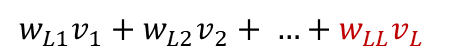 w_{L1}v_1 + w_{L2}v_2 + … + w_{LL}v_L